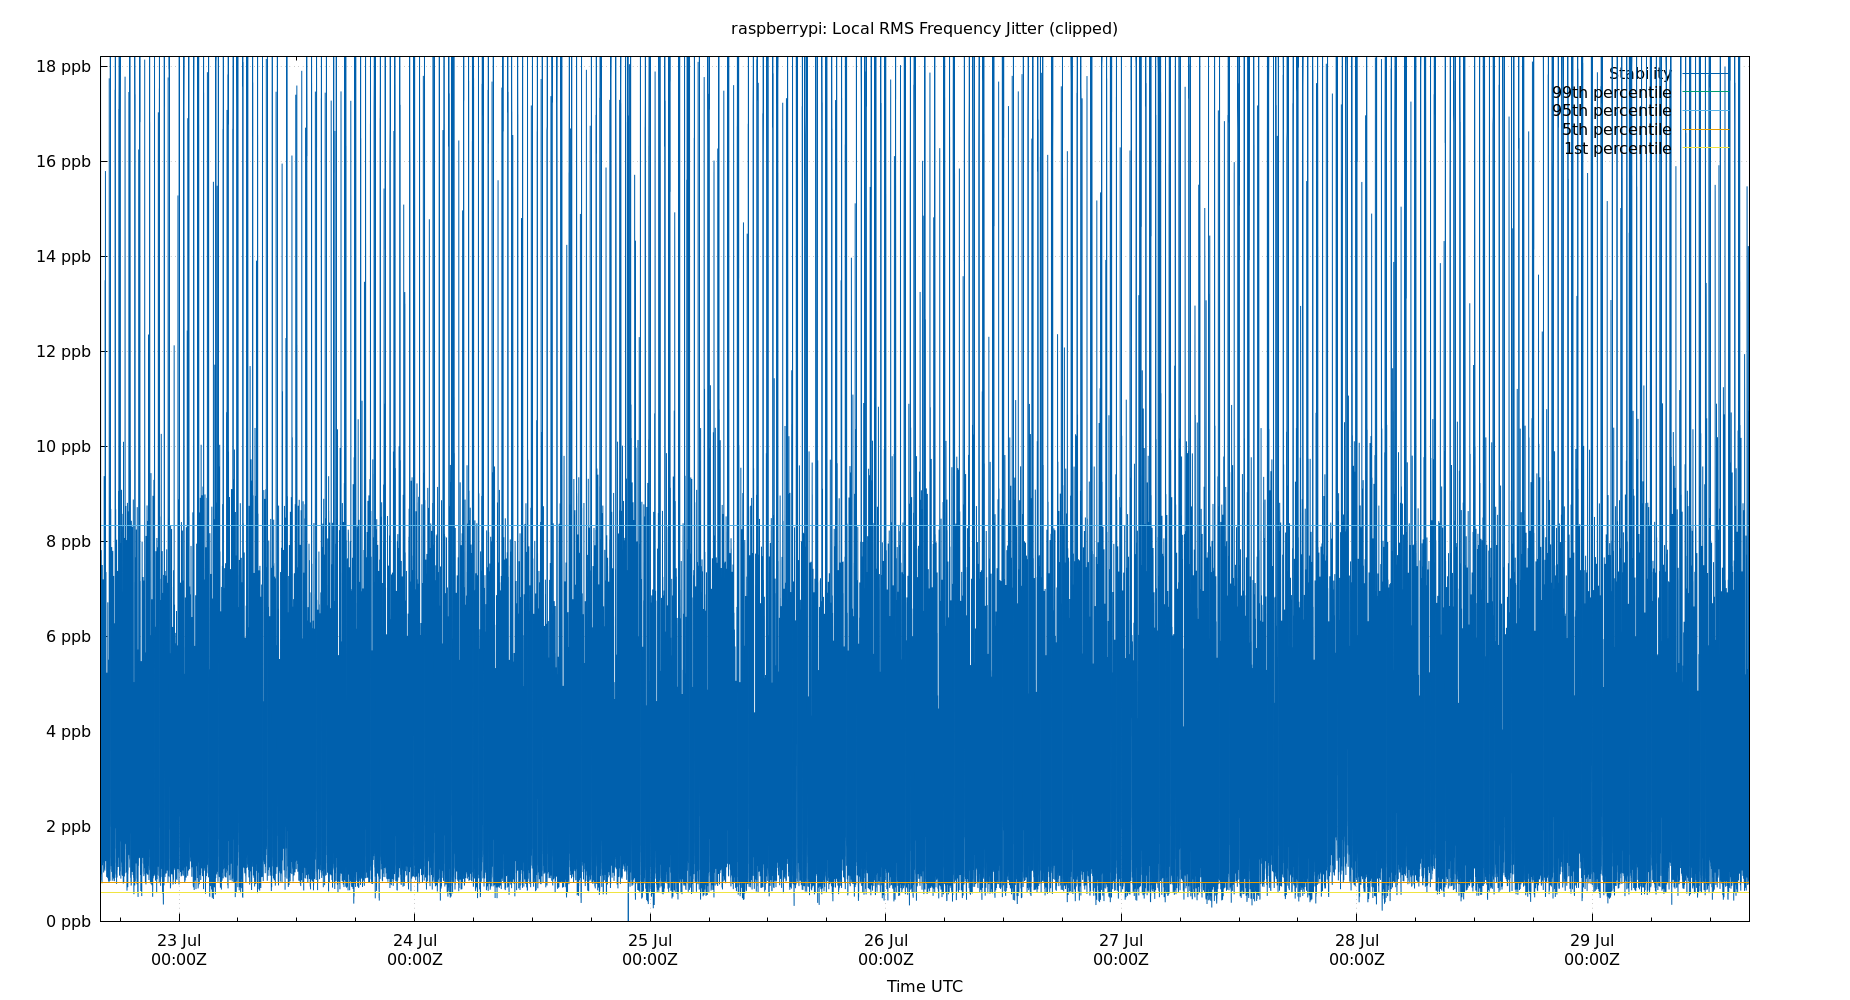 raspberrypi: Local RMS Frequency Jitter (clipped)
18 ppb
16 ppb
14 ppb
12 ppb
10 ppb
8 ppb
6 ppb
4 ppb
2 ppb
0 ppb
Stability
99th percentile
95th percentile
5th percentile
1st percentile
23 Jul
00:00Z
24 Jul
00:00Z
25 Jul
00:00Z
26 Jul
00:00Z
27 Jul
00:00Z
28 Jul
00:00Z
29 Jul
00:00Z
Time UTC